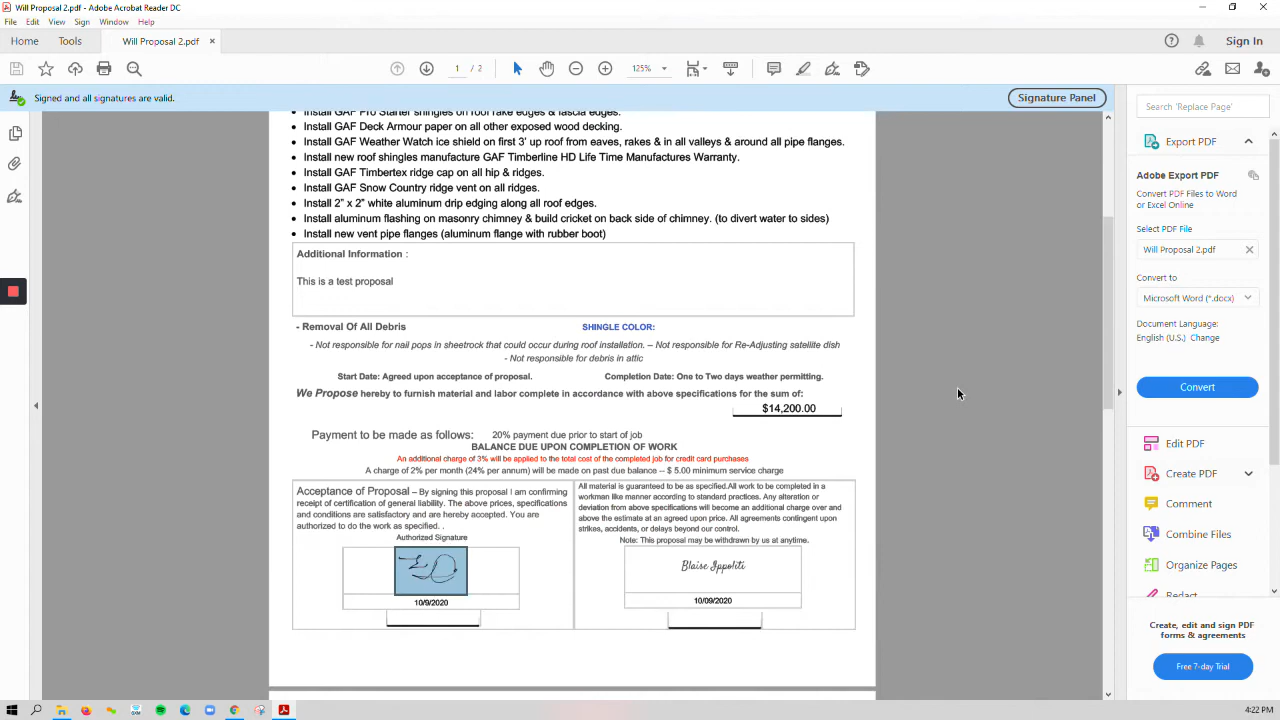 Will Proposal 2.pdf - Adobe Acrobat Reader DC
File Edit View Sign Window Help
Home Tools Will Proposal 2.pdf × Sign In
1 / 2 125%
Signed and all signatures are valid. Signature Panel
• Install GAF Pro Starter shingles on roof rake edges & fascia edges.
• Install GAF Deck Armour paper on all other exposed wood decking.
• Install GAF Weather Watch ice shield on first 3' up roof from eaves, rakes & in all valleys & around all pipe flanges.
• Install new roof shingles manufacture GAF Timberline HD Life Time Manufactures Warranty.
• Install GAF Timbertex ridge cap on all hip & ridges.
• Install GAF Snow Country ridge vent on all ridges.
• Install 2” x 2” white aluminum drip edging along all roof edges.
• Install aluminum flashing on masonry chimney & build cricket on back side of chimney. (to divert water to sides)
• Install new vent pipe flanges (aluminum flange with rubber boot)
Additional Information :
This is a test proposal
- Removal Of All Debris SHINGLE COLOR:
- Not responsible for nail pops in sheetrock that could occur during roof installation. – Not responsible for Re-Adjusting satellite dish
- Not responsible for debris in attic
Start Date: Agreed upon acceptance of proposal. Completion Date: One to Two days weather permitting.
We Propose hereby to furnish material and labor complete in accordance with above specifications for the sum of:
$14,200.00
Payment to be made as follows: 20% payment due prior to start of job
BALANCE DUE UPON COMPLETION OF WORK
An additional charge of 3% will be applied to the total cost of the completed job for credit card purchases
A charge of 2% per month (24% per annum) will be made on past due balance -- $ 5.00 minimum service charge
Acceptance of Proposal – By signing this proposal I am confirming
receipt of certification of general liability. The above prices, specifications
and conditions are satisfactory and are hereby accepted. You are
authorized to do the work as specified. .
Authorized Signature
10/9/2020
All material is guaranteed to be as specified.All work to be completed in a
workman like manner according to standard practices. Any alteration or
deviation from above specifications will become an additional charge over and
above the estimate at an agreed upon price. All agreements contingent upon
strikes, accidents, or delays beyond our control.
Note: This proposal may be withdrawn by us at anytime.
Blaise Ippoliti
10/09/2020
Search 'Replace Page'
Export PDF
Adobe Export PDF
Convert PDF Files to Word
or Excel Online
Select PDF File
Will Proposal 2.pdf ×
Convert to
Microsoft Word (*.docx)
Document Language:
English (U.S.) Change
Convert
Edit PDF
Create PDF
Comment
Combine Files
Organize Pages
Redact
Create, edit and sign PDF
forms & agreements
Free 7-day Trial
4:22 PM